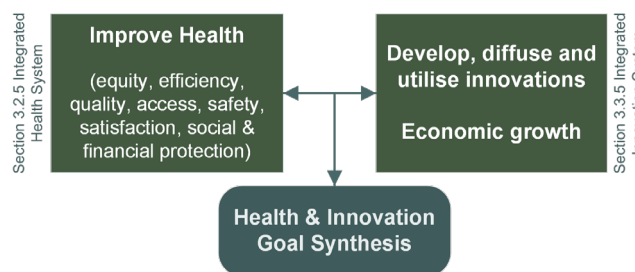 Section 3.2.5 Integrated
Health System
Improve Health
(equity, efficiency,
quality, access, safety,
satisfaction, social &
financial protection)
Develop, diffuse and
utilise innovations
Economic growth
Section 3.3.5 Integrated
Health & Innovation
Goal Synthesis